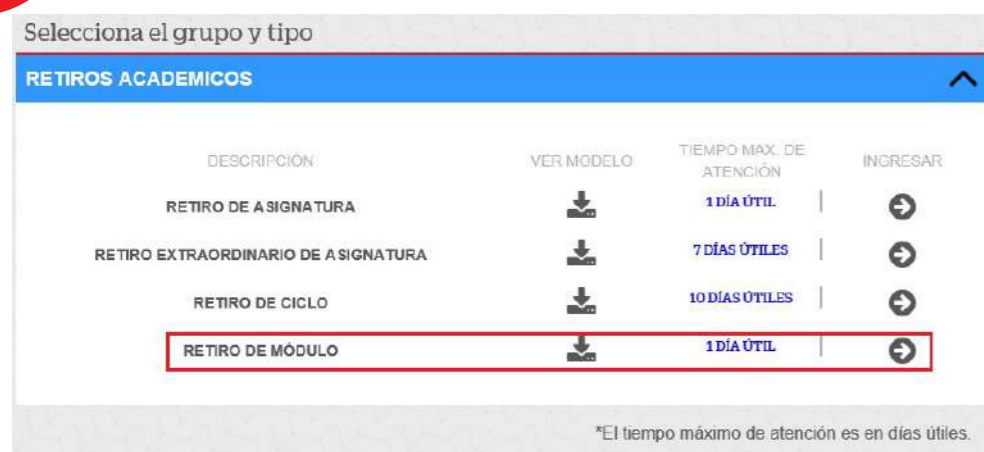 Selecciona el grupo y tipo
RETIROS ACADEMICOS
DESCRIPCIÓN VER MODELO TIEMPO MAX. DE ATENCIÓN INGRESAR
RETIRO DE ASIGNATURA 1 DÍA ÚTIL
RETIRO EXTRAORDINARIO DE ASIGNATURA 7 DÍAS ÚTILES
RETIRO DE CICLO 10 DÍAS ÚTILES
RETIRO DE MÓDULO 1 DÍA ÚTIL
*El tiempo máximo de atención es en días útiles.